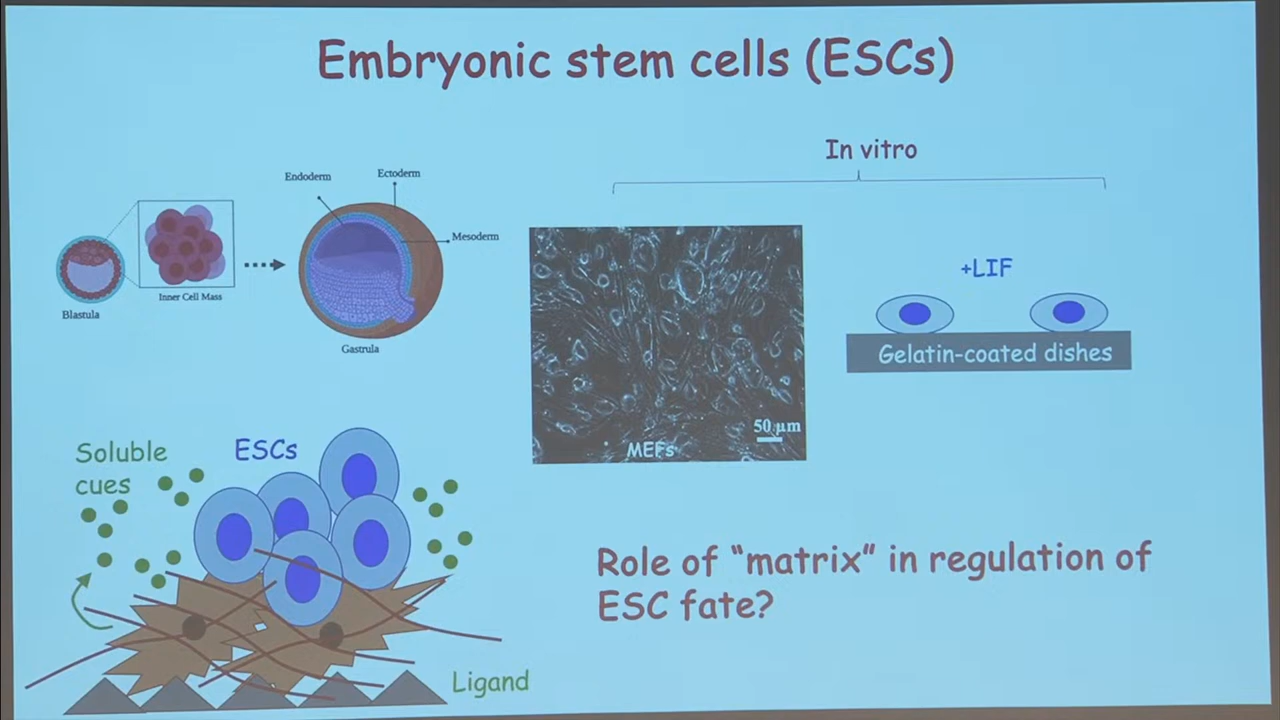 Embryonic stem cells (ESCs)
Endoderm
Ectoderm
Mesoderm
Inner Cell Mass
Blastula
Gastrula
In vitro
MEFs
50 µm
+LIF
Gelatin-coated dishes
Soluble
cues
ESCs
Ligand
Role of “matrix” in regulation of
ESC fate?